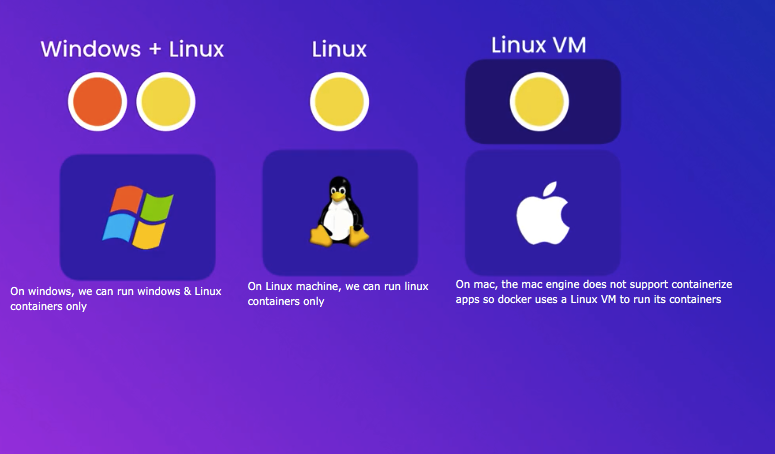 Windows + Linux
Linux
Linux VM
On windows, we can run windows & Linux
containers only
On Linux machine, we can run linux
containers only
On mac, the mac engine does not support containerize
apps so docker uses a Linux VM to run its containers